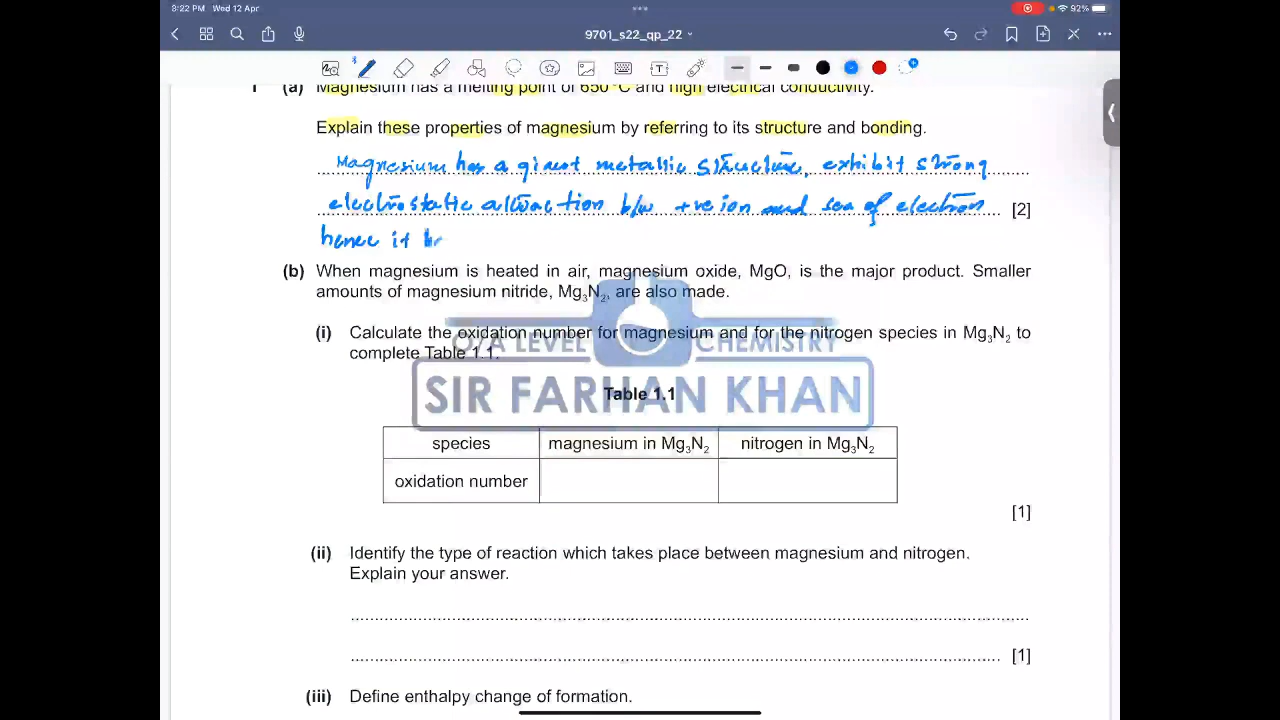 8:22 PM Wed 12 Apr
92%
9701_s22_qp_22
1 (a) Magnesium has a melting point of 650 °C and high electrical conductivity.
Explain these properties of magnesium by referring to its structure and bonding.
Magnesium has a giant metallic structure, exhibit strong
electrostatic attraction b/w +ve ion and sea of electron [2]
hence it
(b) When magnesium is heated in air, magnesium oxide, MgO, is the major product. Smaller
amounts of magnesium nitride, Mg₃N₂, are also made.
(i) Calculate the oxidation number for magnesium and for the nitrogen species in Mg₃N₂ to
complete Table 1.1.
O/A LEVEL CHEMISTRY
SIR FARHAN KHAN
Table 1.1
species magnesium in Mg₃N₂ nitrogen in Mg₃N₂
oxidation number
[1]
(ii) Identify the type of reaction which takes place between magnesium and nitrogen.
Explain your answer.
[1]
(iii) Define enthalpy change of formation.